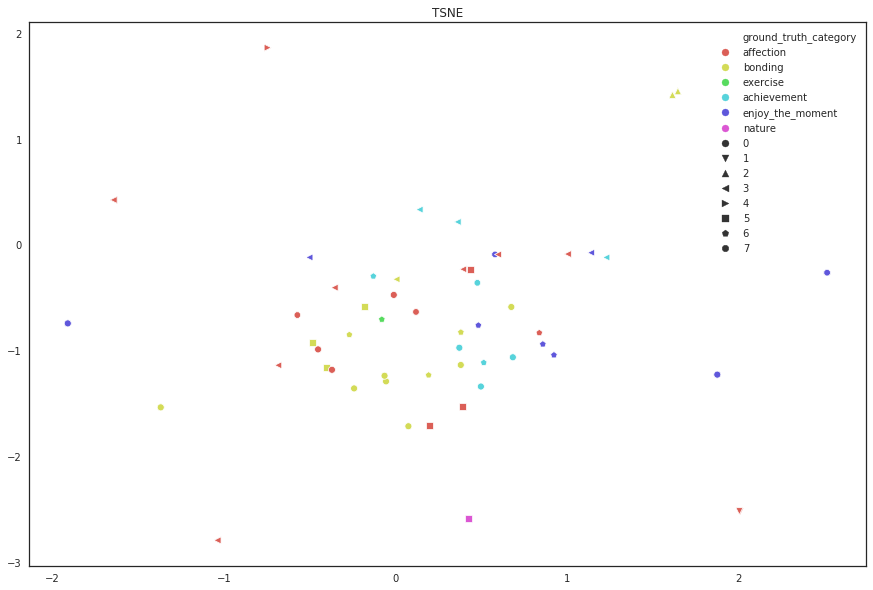 TSNE
ground_truth_category
affection
bonding
exercise
achievement
enjoy_the_moment
nature
0
1
2
3
4
5
6
7
2
1
0
−1
−2
−3
−2
−1
0
1
2